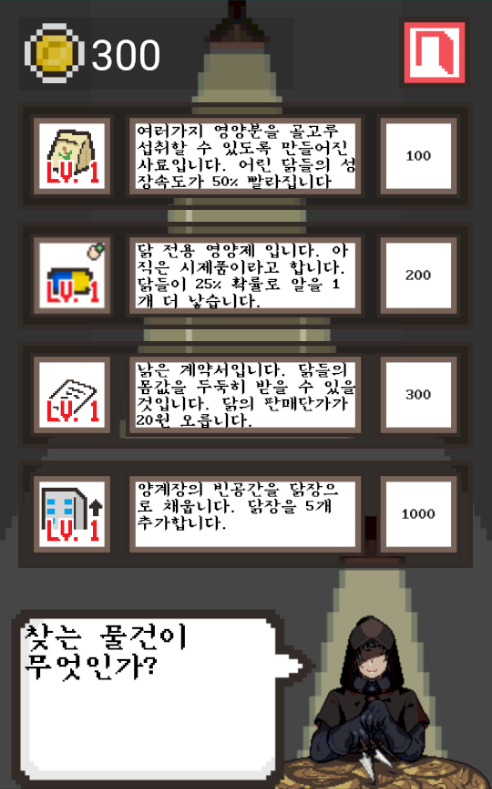 300
여러가지 영양분을 골고루
섭취할 수 있도록 만들어진
사료입니다. 어린 닭들의 성
장속도가 50% 빨라집니다
LV. 1
100
닭 전용 영양제 입니다. 아
직은 시제품이라고 합니다.
닭들이 25% 확률로 알을 1
개 더 낳습니다.
LV. 1
200
낡은 계약서입니다. 닭들의
몸값을 두둑히 받을 수 있을
것입니다. 닭의 판매단가가
20원 오릅니다.
LV. 1
300
양계장의 빈공간을 닭장으
로 채웁니다. 닭장을 5개
추가합니다.
LV. 1
1000
찾는 물건이
무엇인가?